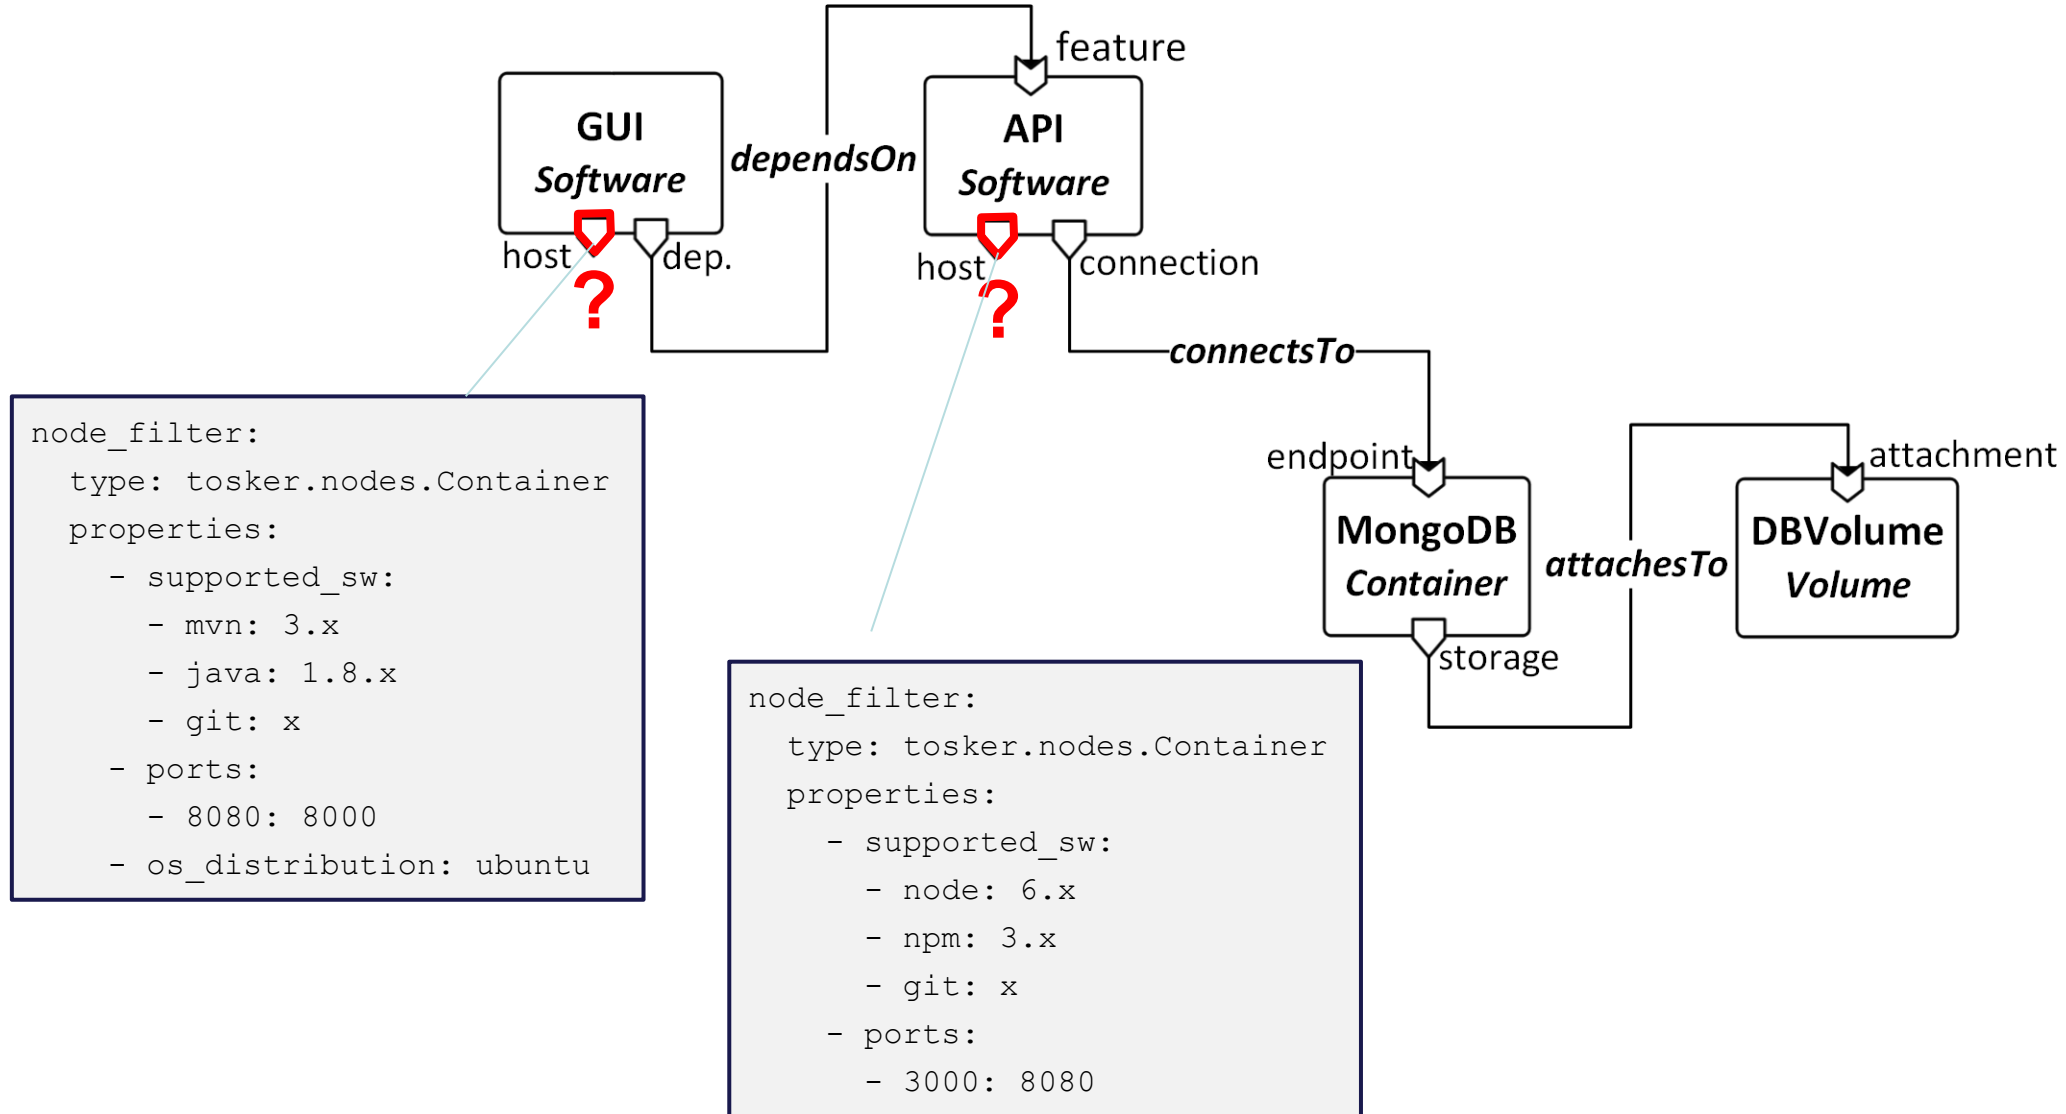 feature
GUI
Software
dependsOn
API
Software
host
dep.
?
host
connection
?
connectsTo
node_filter:
  type: tosker.nodes.Container
  properties:
    - supported_sw:
      - mvn: 3.x
      - java: 1.8.x
      - git: x
    - ports:
      - 8080: 8000
    - os_distribution: ubuntu
endpoint
attachment
MongoDB
Container
attachesTo
DBVolume
Volume
storage
node_filter:
  type: tosker.nodes.Container
  properties:
    - supported_sw:
      - node: 6.x
      - npm: 3.x
      - git: x
    - ports:
      - 3000: 8080